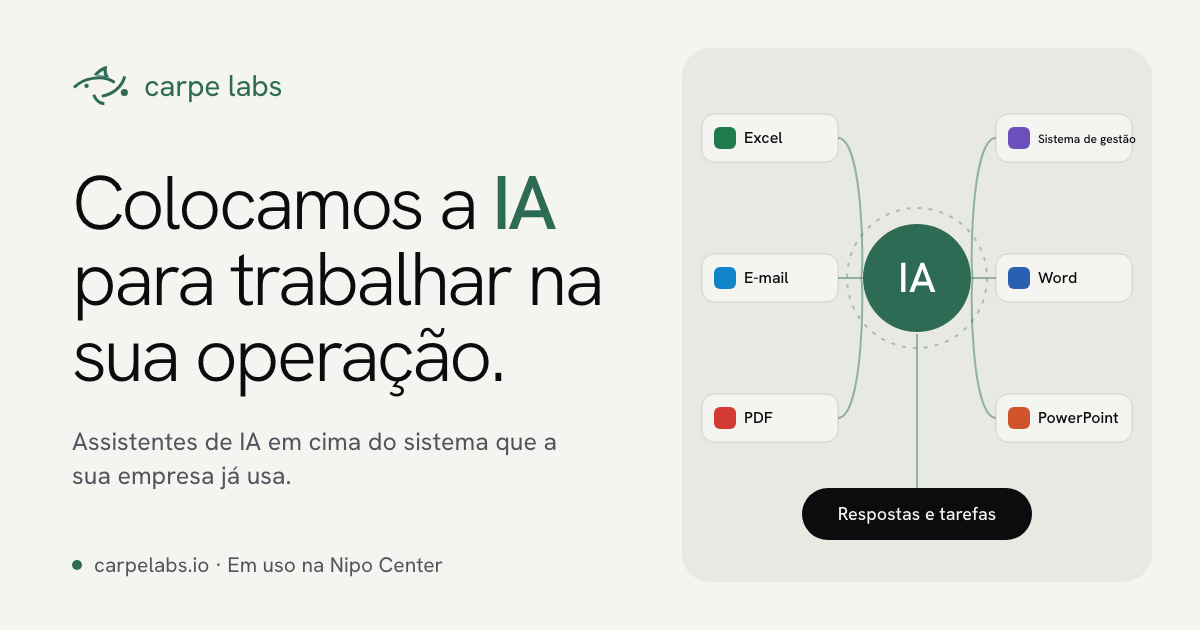 carpe labs
Colocamos a IA
para trabalhar na
sua operação.
Assistentes de IA em cima do sistema que a
sua empresa já usa.
carpelabs.io · Em uso na Nipo Center
Excel
Sistema de gestão
E-mail
IA
Word
PDF
PowerPoint
Respostas e tarefas